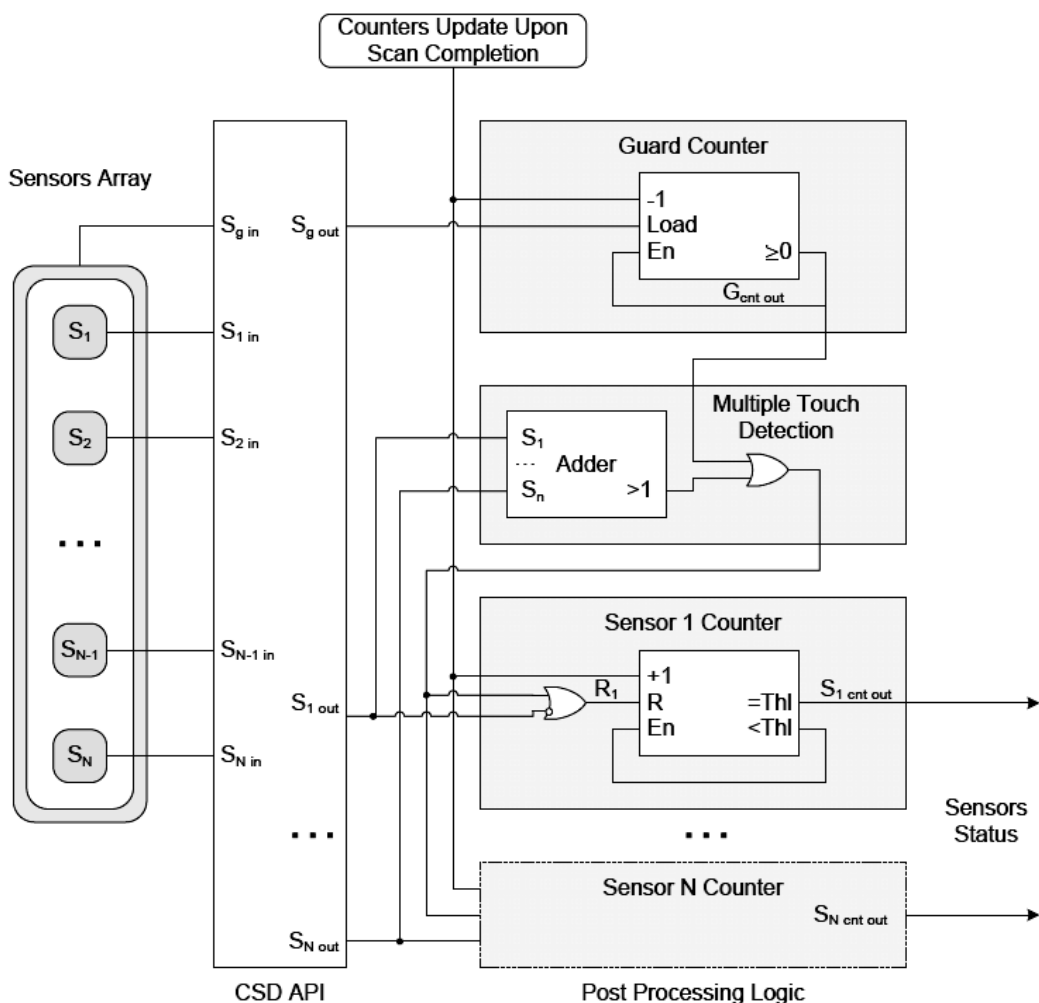 Counters Update Upon
Scan Completion
Sensors Array
S1
S2
...
SN-1
SN
Sg in
S1 in
S2 in
SN-1 in
SN in
Sg out
S1 out
...
SN out
CSD API
Guard Counter
-1
Load
En
≥0
Gcnt out
Multiple Touch
Detection
S1
...
Sn
Adder
>1
Sensor 1 Counter
R1
+1
R
En
=Thl
<Thl
S1 cnt out
...
Sensors
Status
Sensor N Counter
SN cnt out
Post Processing Logic